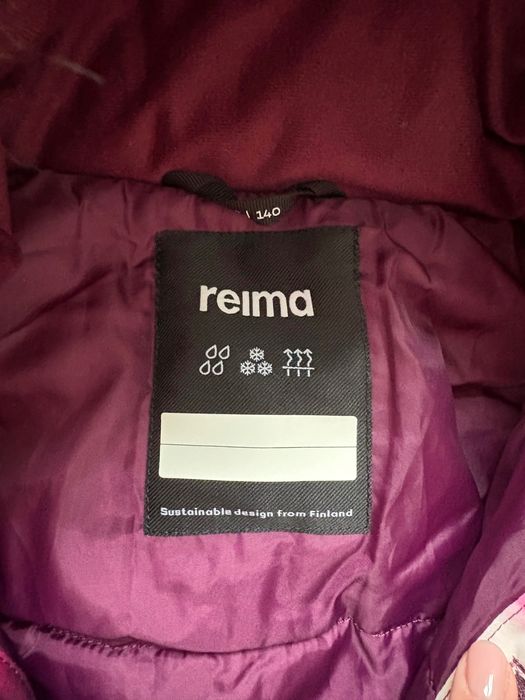 140
reima
Sustainable design from Finland